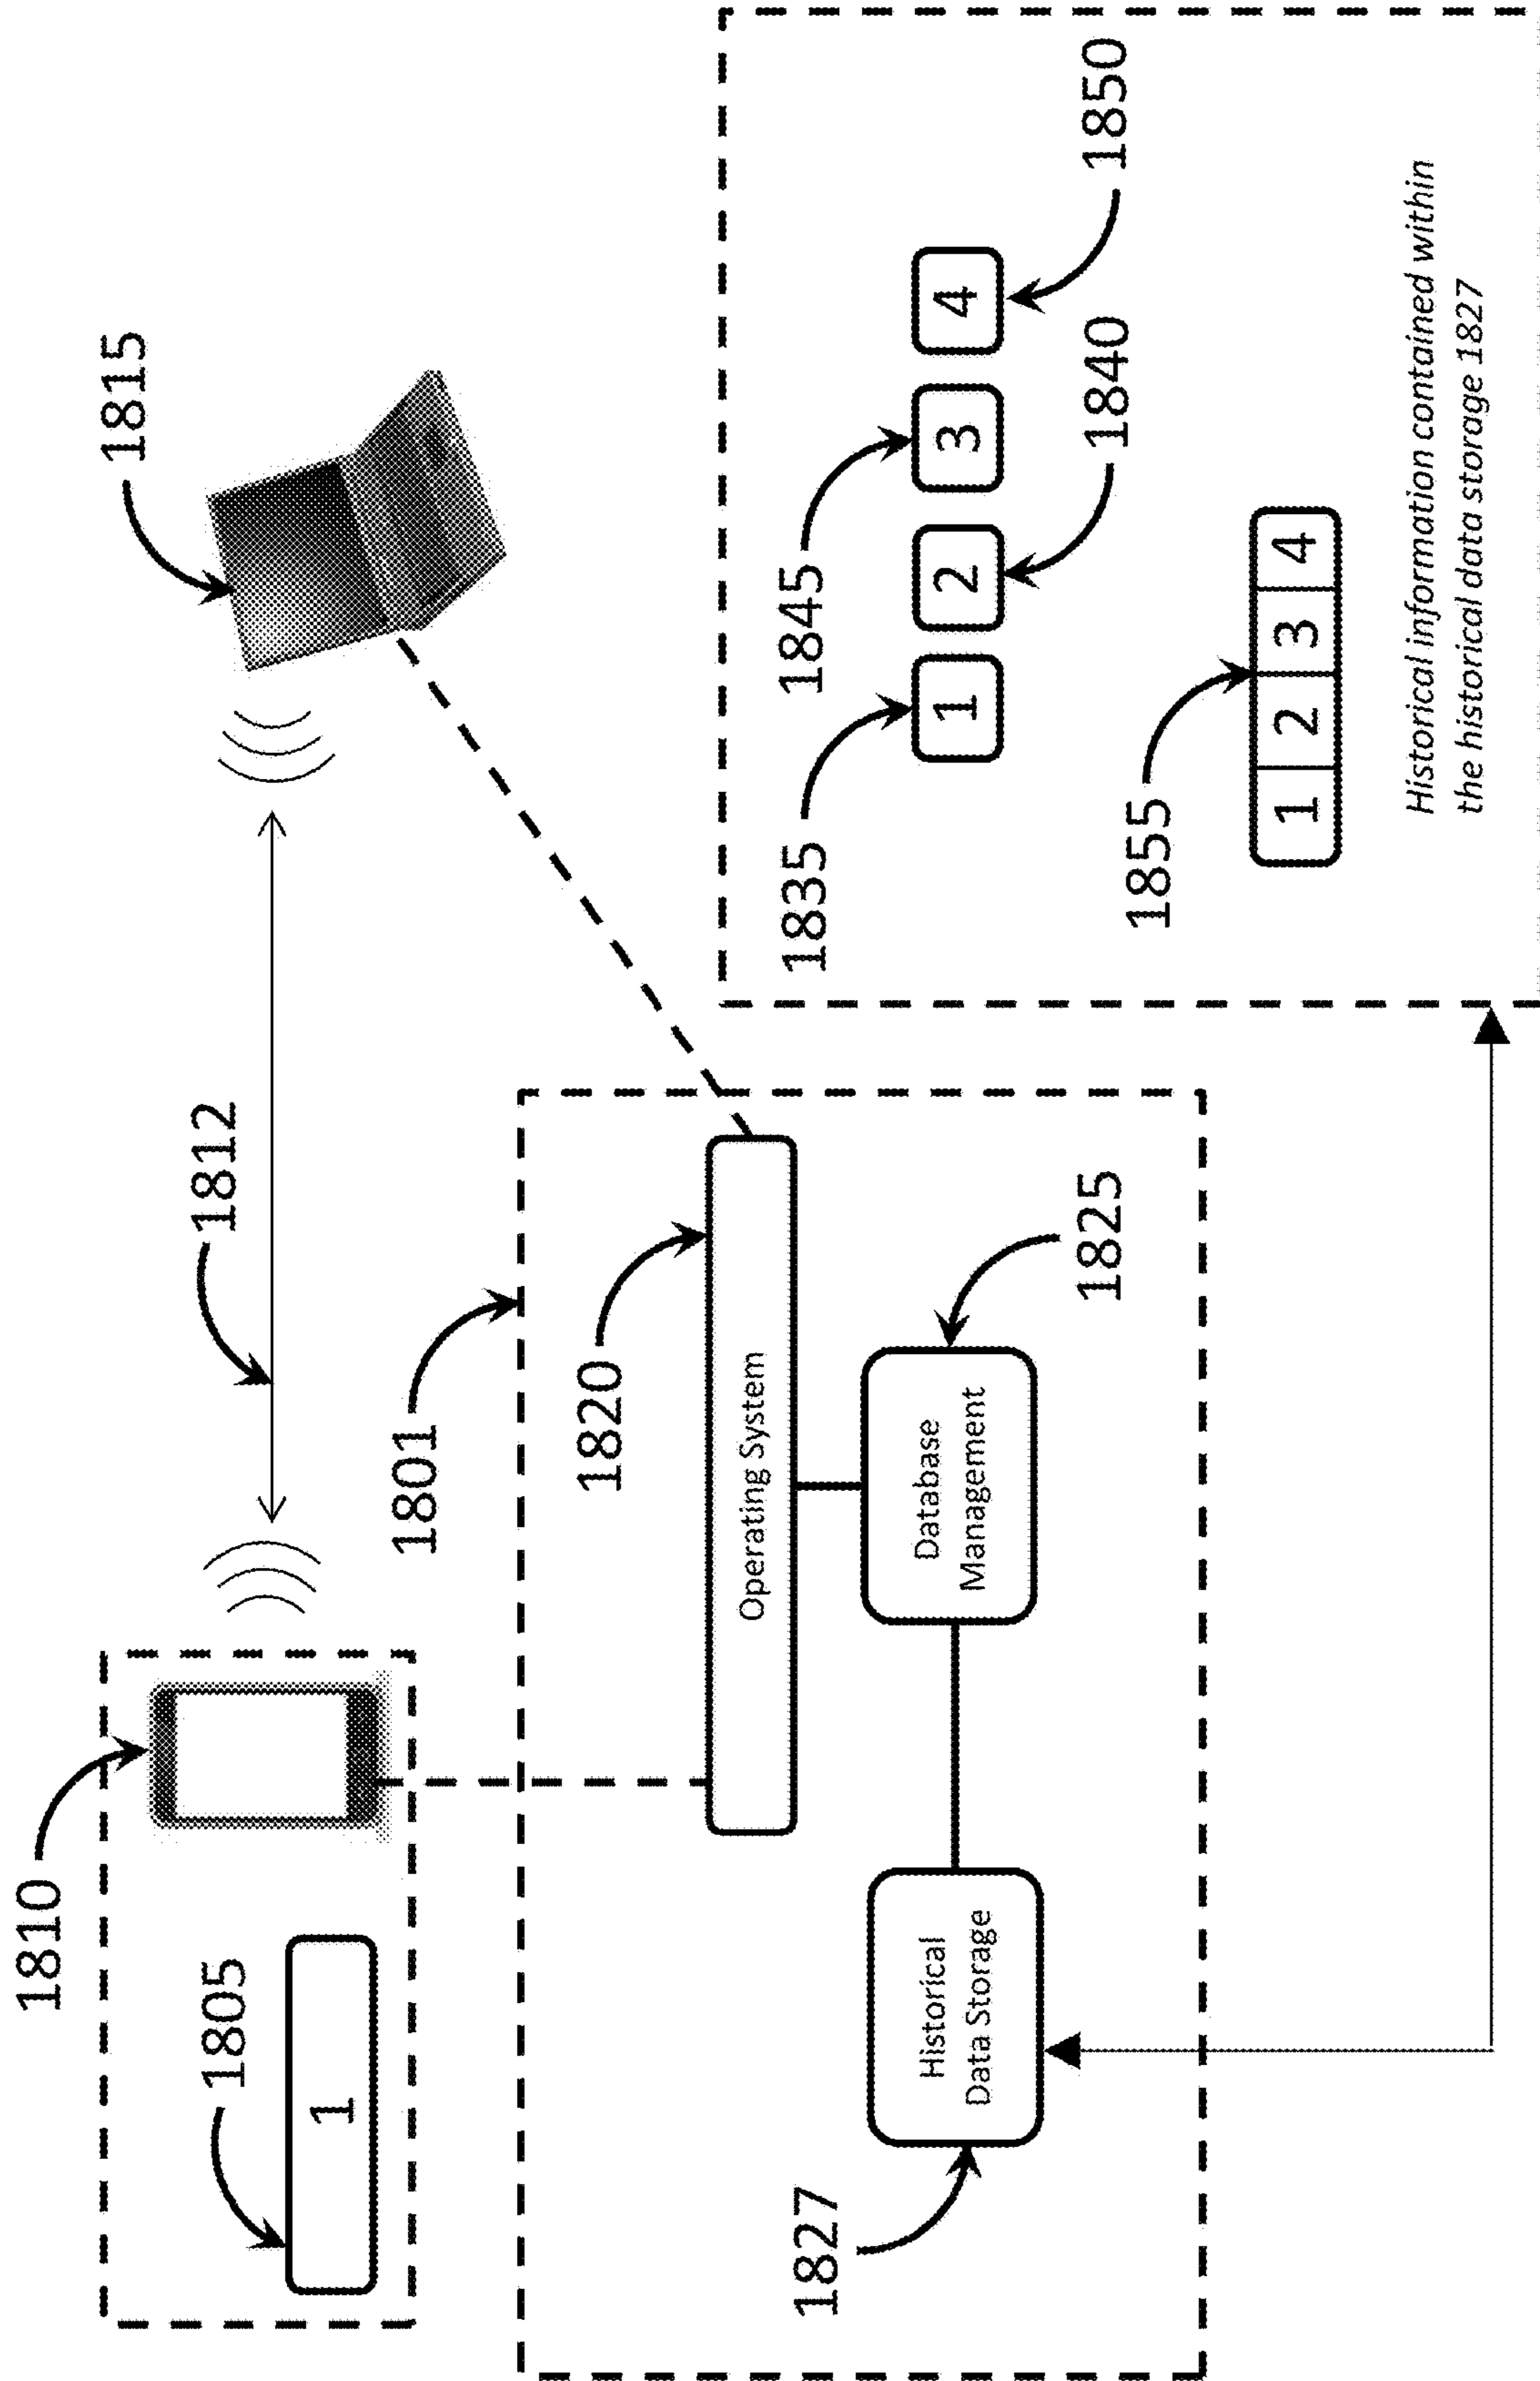 1810
1815
1812
1805
1
1801
1820
Operating System
Database
Management
1825
Historical
Data Storage
1827
1835
1845
1
2
3
4
1840
1850
1855
1 2 3 4
Historical information contained within
the historical data storage 1827